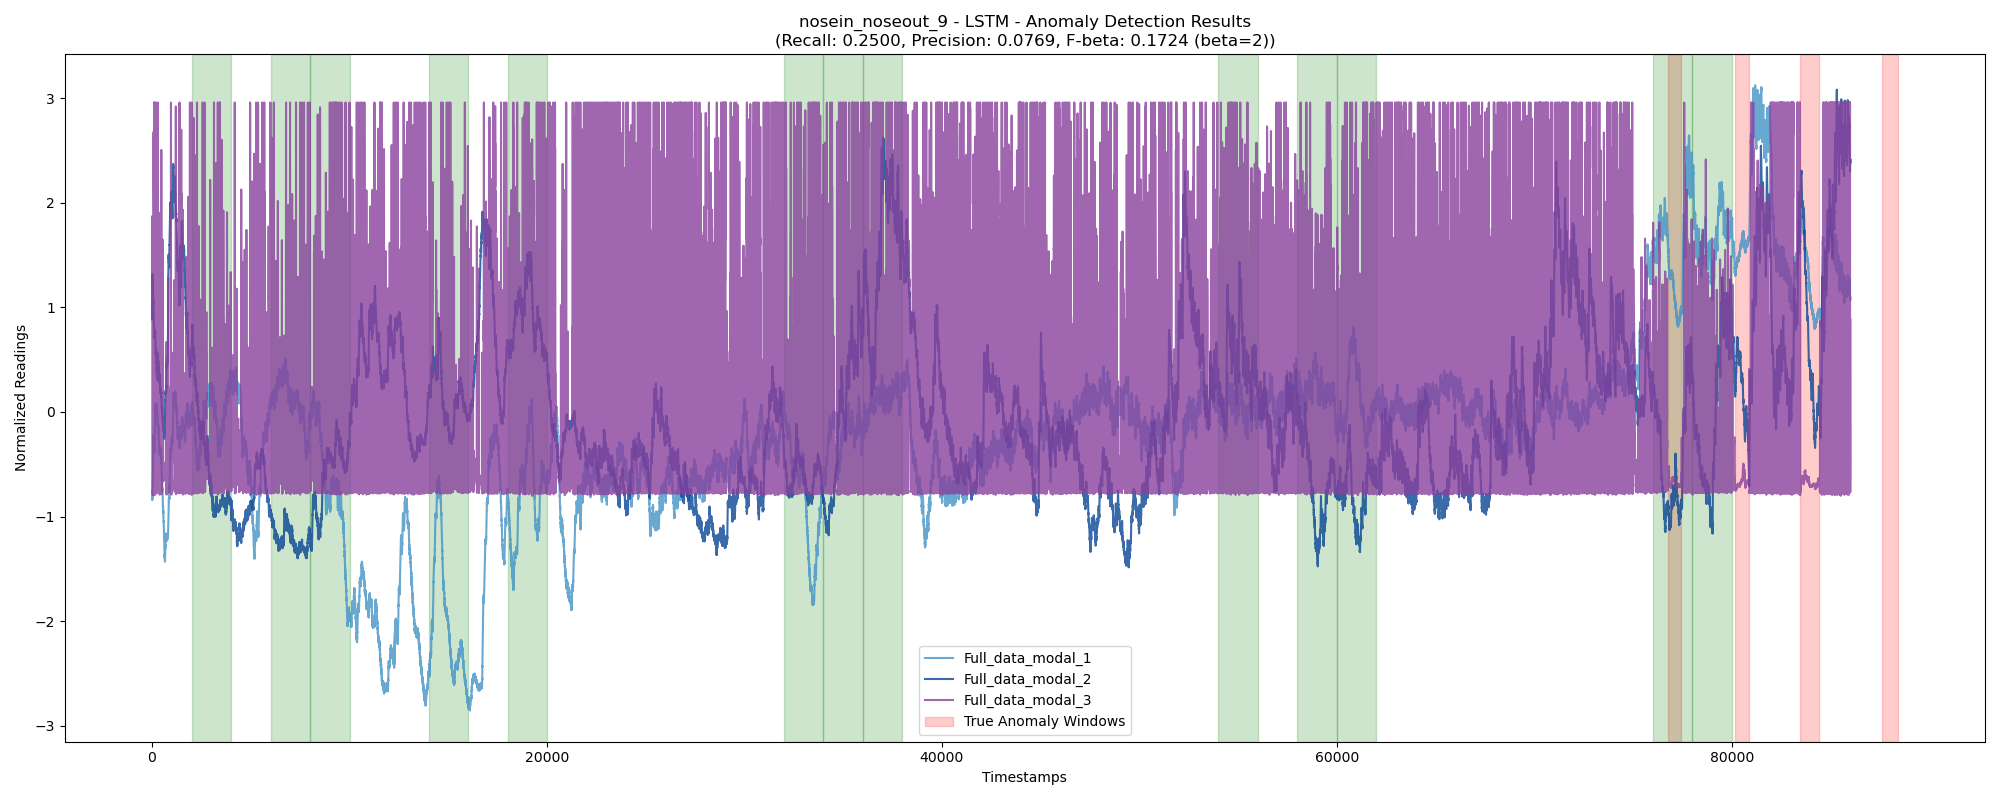 nosein_noseout_9 - LSTM - Anomaly Detection Results
(Recall: 0.2500, Precision: 0.0769, F-beta: 0.1724 (beta=2))
Normalized Readings
3
2
1
0
−1
−2
−3
Full_data_modal_1
Full_data_modal_2
Full_data_modal_3
True Anomaly Windows
0 20000 40000 60000 80000
Timestamps